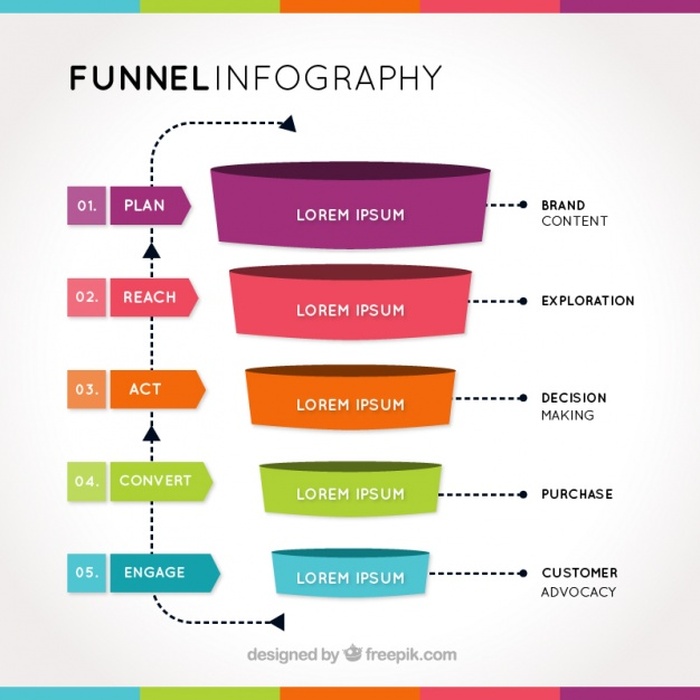 FUNNELINFOGRAPHY
01. PLAN
LOREM IPSUM
BRAND
CONTENT
02. REACH
LOREM IPSUM
EXPLORATION
03. ACT
LOREM IPSUM
DECISION
MAKING
04. CONVERT
LOREM IPSUM
PURCHASE
05. ENGAGE
LOREM IPSUM
CUSTOMER
ADVOCACY
designed by freepik.com